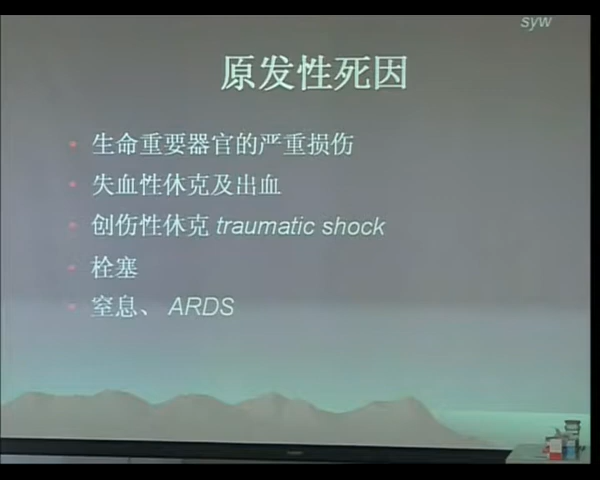 syw
原发性死因
生命重要器官的严重损伤
失血性休克及出血
创伤性休克 traumatic shock
栓塞
窒息、 ARDS